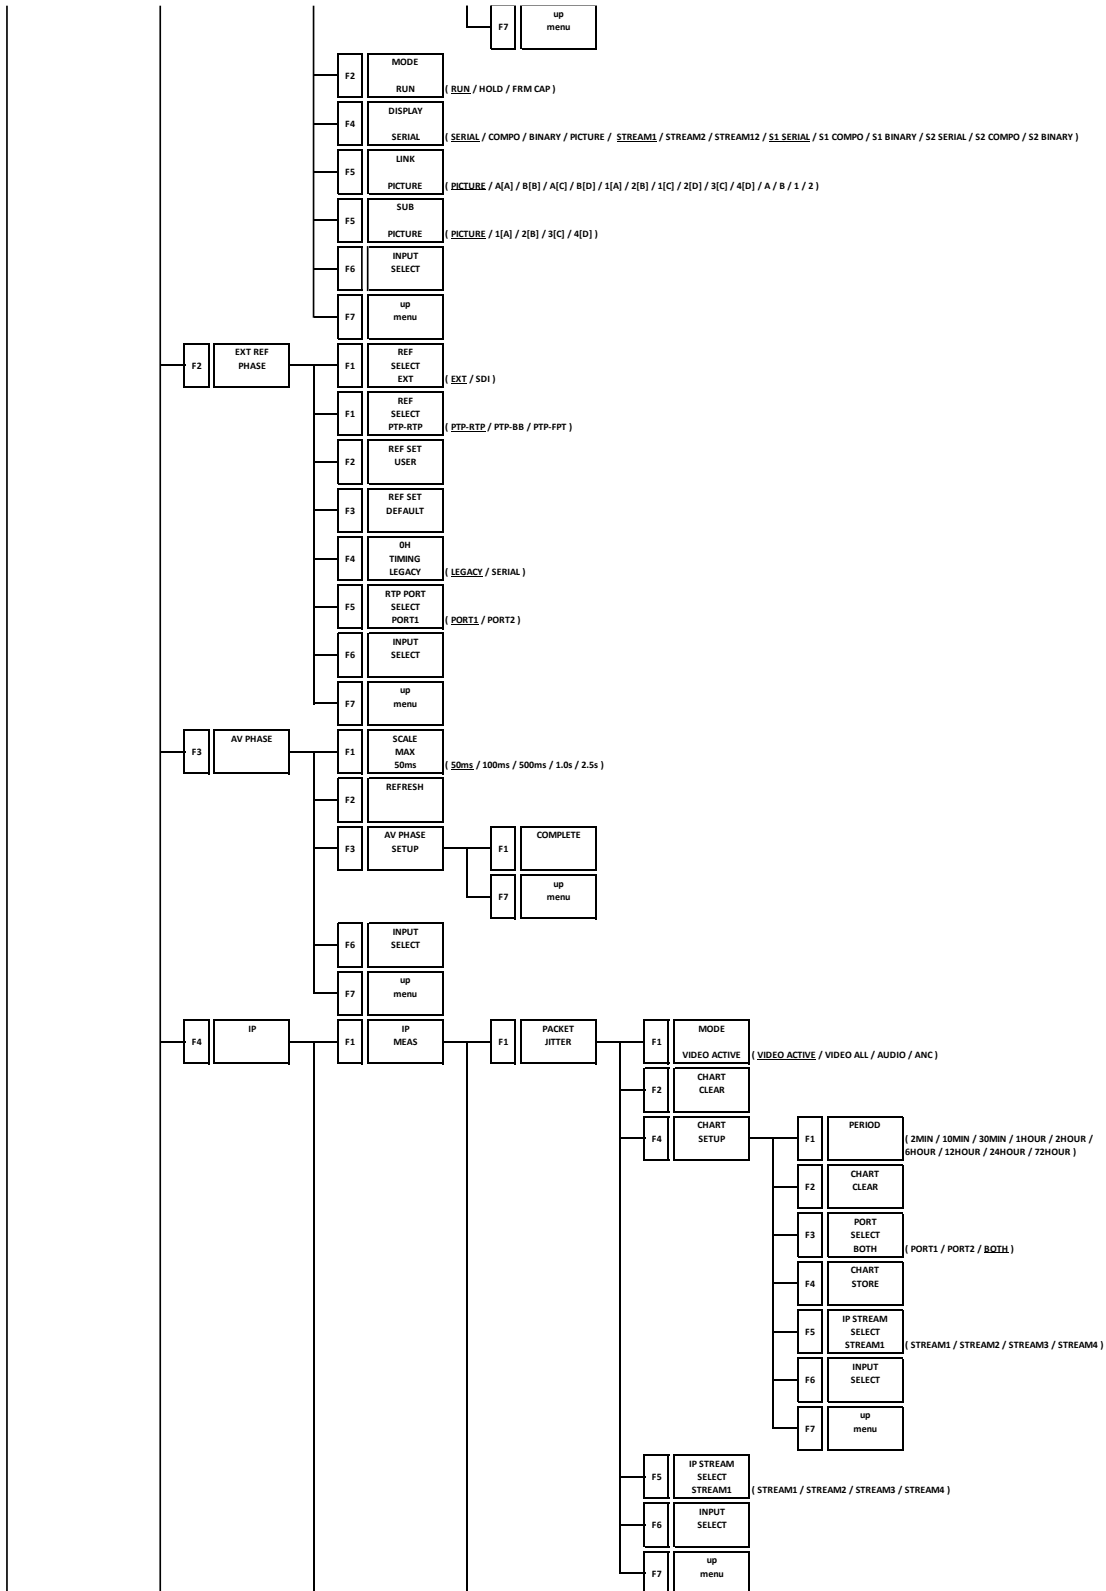 F7
up
menu
F2
MODE
RUN
( RUN / HOLD / FRM CAP )
F4
DISPLAY
SERIAL
( SERIAL / COMPO / BINARY / PICTURE / STREAM1 / STREAM2 / STREAM12 / S1 SERIAL / S1 COMPO / S1 BINARY / S2 SERIAL / S2 COMPO / S2 BINARY )
F5
LINK
PICTURE
( PICTURE / A[A] / B[B] / A[C] / B[D] / 1[A] / 2[B] / 1[C] / 2[D] / 3[C] / 4[D] / A / B / 1 / 2 )
F5
SUB
PICTURE
( PICTURE / 1[A] / 2[B] / 3[C] / 4[D] )
F6
INPUT
SELECT
F7
up
menu
F2
EXT REF
PHASE
F1
REF
SELECT
EXT
( EXT / SDI )
F1
REF
SELECT
PTP-RTP
( PTP-RTP / PTP-BB / PTP-FPT )
F2
REF SET
USER
F3
REF SET
DEFAULT
F4
0H
TIMING
LEGACY
( LEGACY / SERIAL )
F5
RTP PORT
SELECT
PORT1
( PORT1 / PORT2 )
F6
INPUT
SELECT
F7
up
menu
F3
AV PHASE
F1
SCALE
MAX
50ms
( 50ms / 100ms / 500ms / 1.0s / 2.5s )
F2
REFRESH
F3
AV PHASE
SETUP
F1
COMPLETE
F7
up
menu
F6
INPUT
SELECT
F7
up
menu
F4
IP
F1
IP
MEAS
F1
PACKET
JITTER
F1
MODE
VIDEO ACTIVE
( VIDEO ACTIVE / VIDEO ALL / AUDIO / ANC )
F2
CHART
CLEAR
F4
CHART
SETUP
F1
PERIOD
( 2MIN / 10MIN / 30MIN / 1HOUR / 2HOUR /
6HOUR / 12HOUR / 24HOUR / 72HOUR )
F2
CHART
CLEAR
F3
PORT
SELECT
BOTH
( PORT1 / PORT2 / BOTH )
F4
CHART
STORE
F5
IP STREAM
SELECT
STREAM1
( STREAM1 / STREAM2 / STREAM3 / STREAM4 )
F6
INPUT
SELECT
F7
up
menu
F5
IP STREAM
SELECT
STREAM1
( STREAM1 / STREAM2 / STREAM3 / STREAM4 )
F6
INPUT
SELECT
F7
up
menu